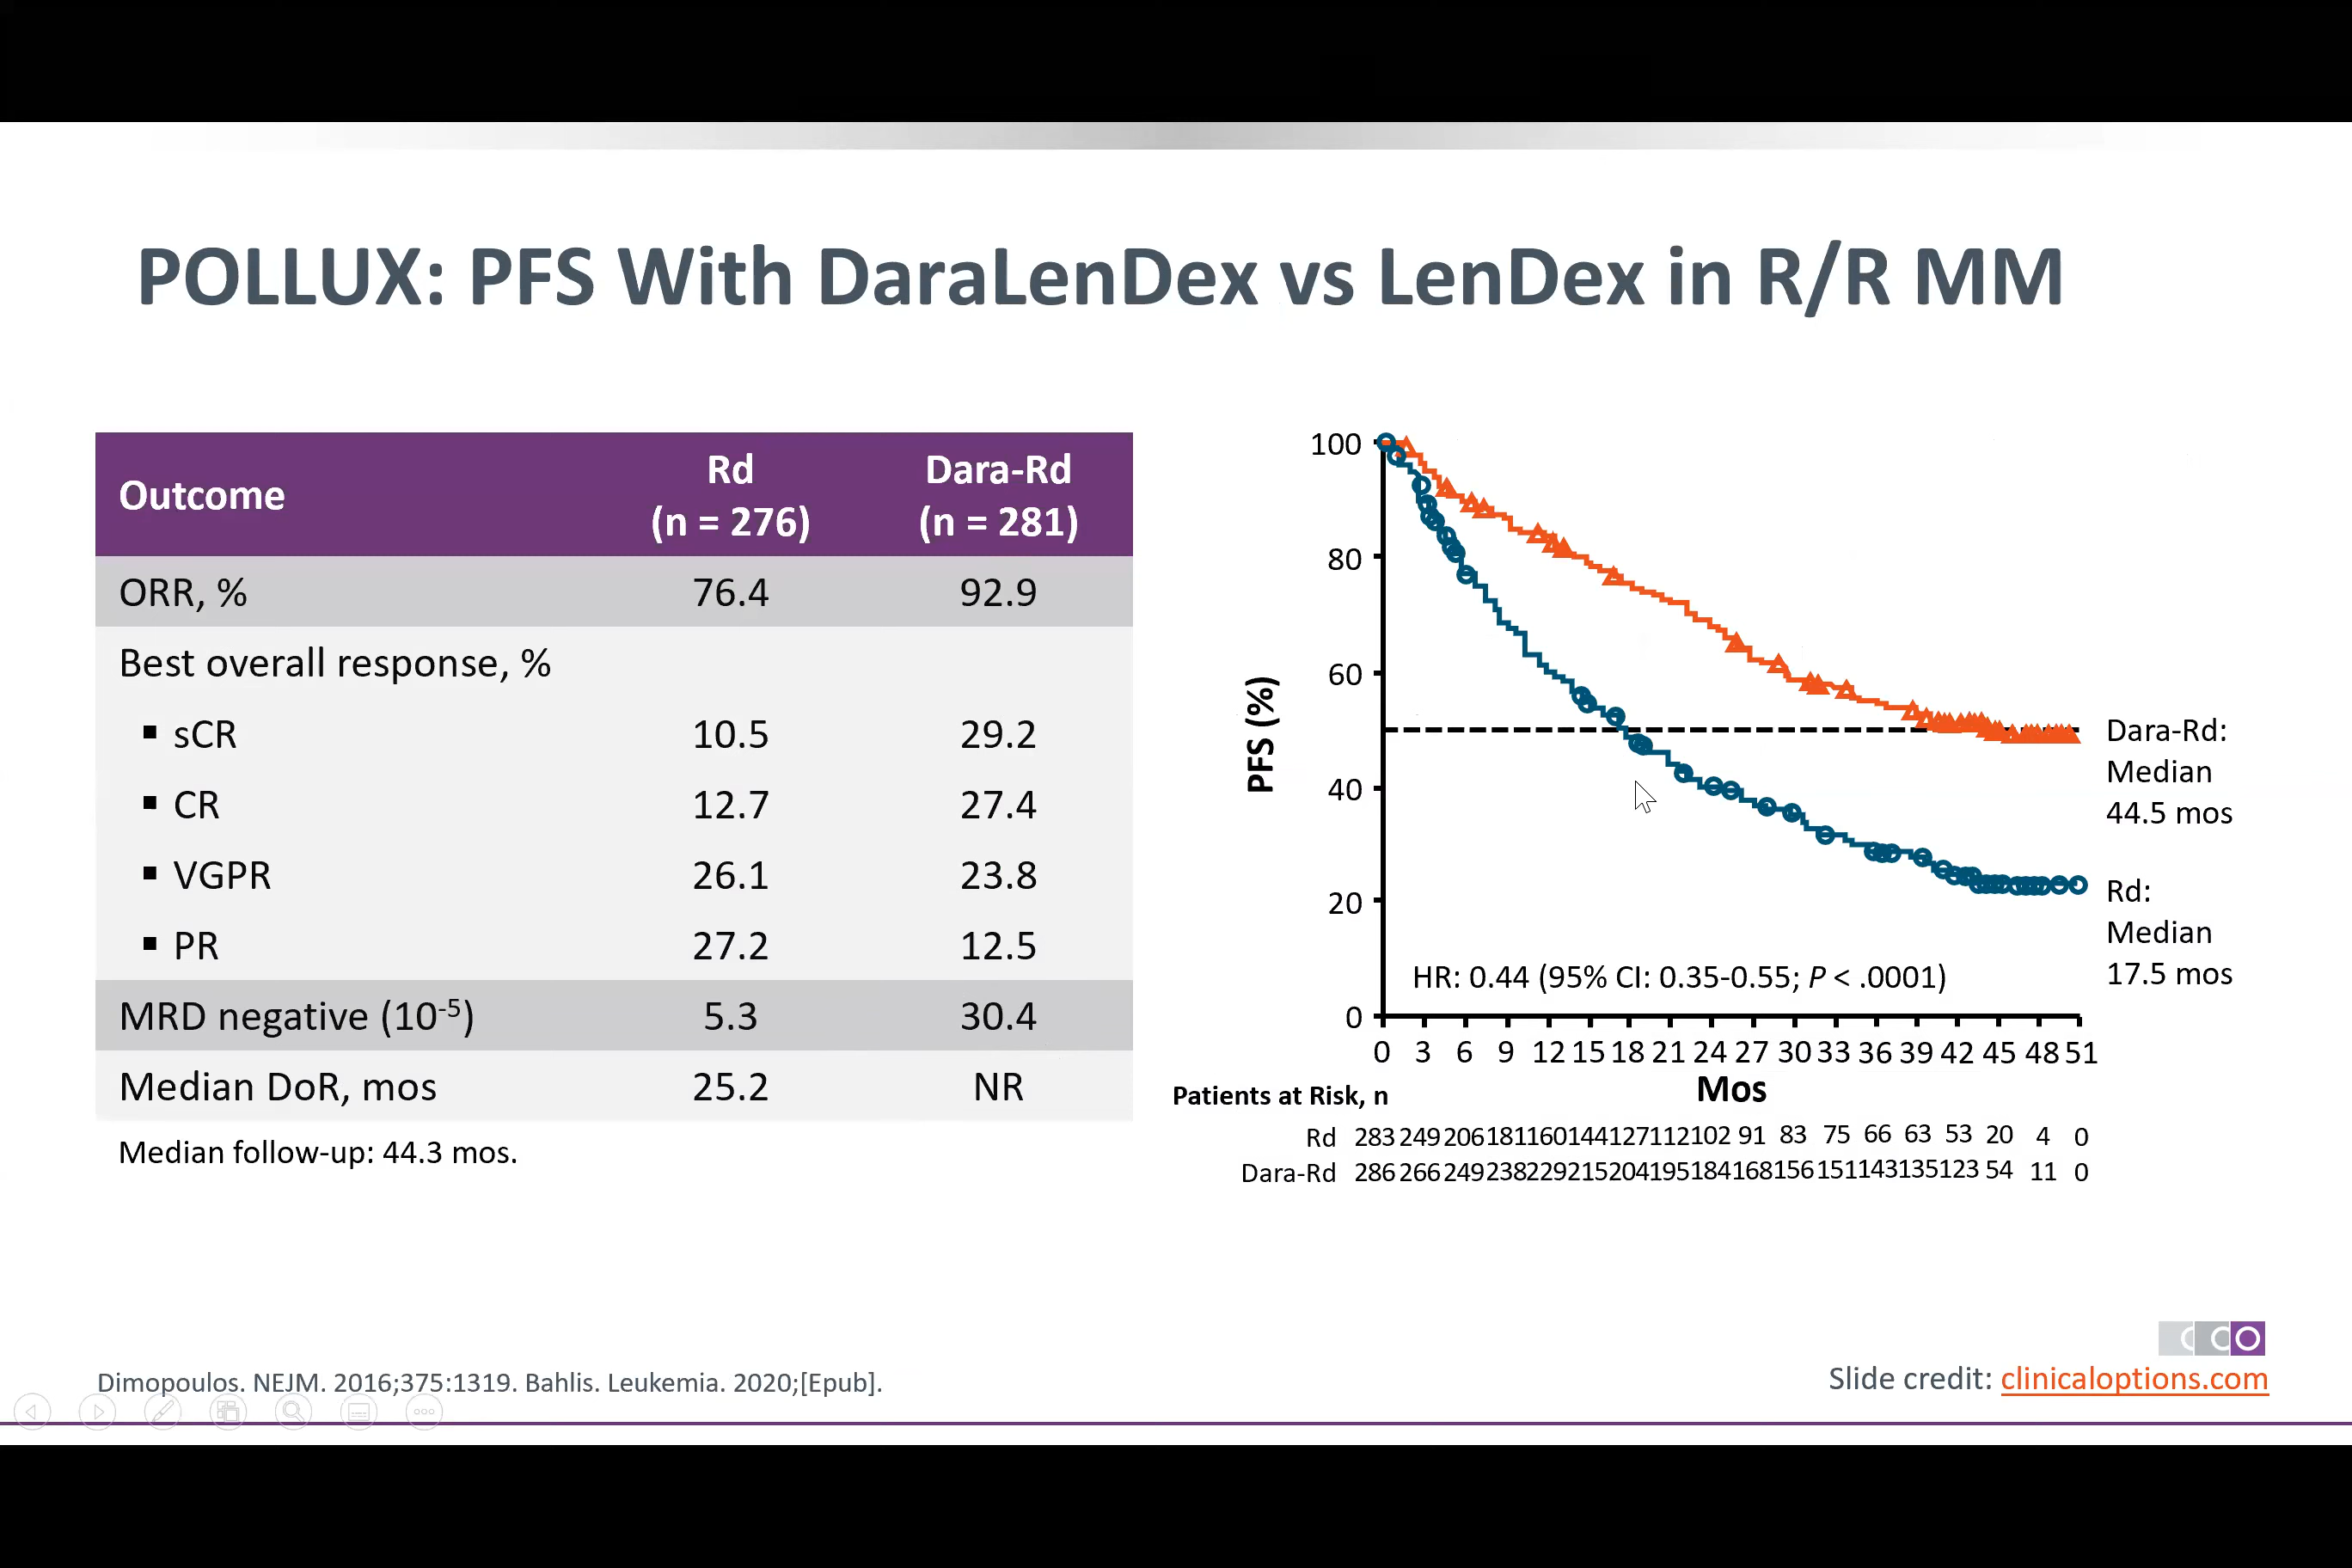 POLLUX: PFS With DaraLenDex vs LenDex in R/R MM
Outcome Rd (n = 276) Dara-Rd (n = 281)
ORR, % 76.4 92.9
Best overall response, %
▪ sCR 10.5 29.2
▪ CR 12.7 27.4
▪ VGPR 26.1 23.8
▪ PR 27.2 12.5
MRD negative (10⁻⁵) 5.3 30.4
Median DoR, mos 25.2 NR
Median follow-up: 44.3 mos.
PFS (%)
100
80
60
40
20
0
Dara-Rd:
Median
44.5 mos
Rd:
Median
17.5 mos
HR: 0.44 (95% CI: 0.35-0.55; P < .0001)
0 3 6 9 12 15 18 21 24 27 30 33 36 39 42 45 48 51
Mos
Patients at Risk, n
Rd 283 249 206 181 160 144 127 112 102 91 83 75 66 63 53 20 4 0
Dara-Rd 286 266 249 238 229 215 204 195 184 168 156 151 143 135 123 54 11 0
Dimopoulos. NEJM. 2016;375:1319. Bahlis. Leukemia. 2020;[Epub].
CCO
Slide credit: clinicaloptions.com